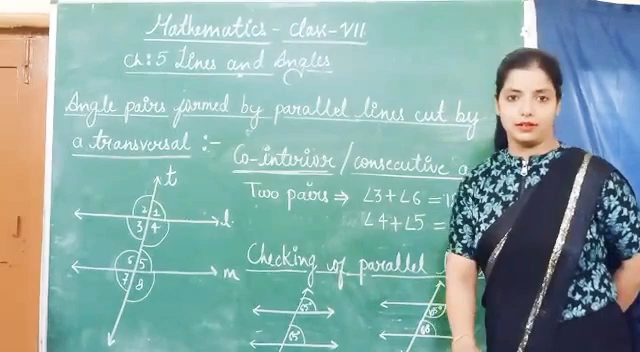 Mathematics - Class-VII
Ch:5 Lines and Angles
Angle pairs formed by parallel lines cut by
a transversal :-
Co-interior / consecutive
Two pairs ⇒ ∠3+∠6 =
∠4+∠5 =
t
2 1
3 4
l
6 5
7 8
m
Checking of parallel